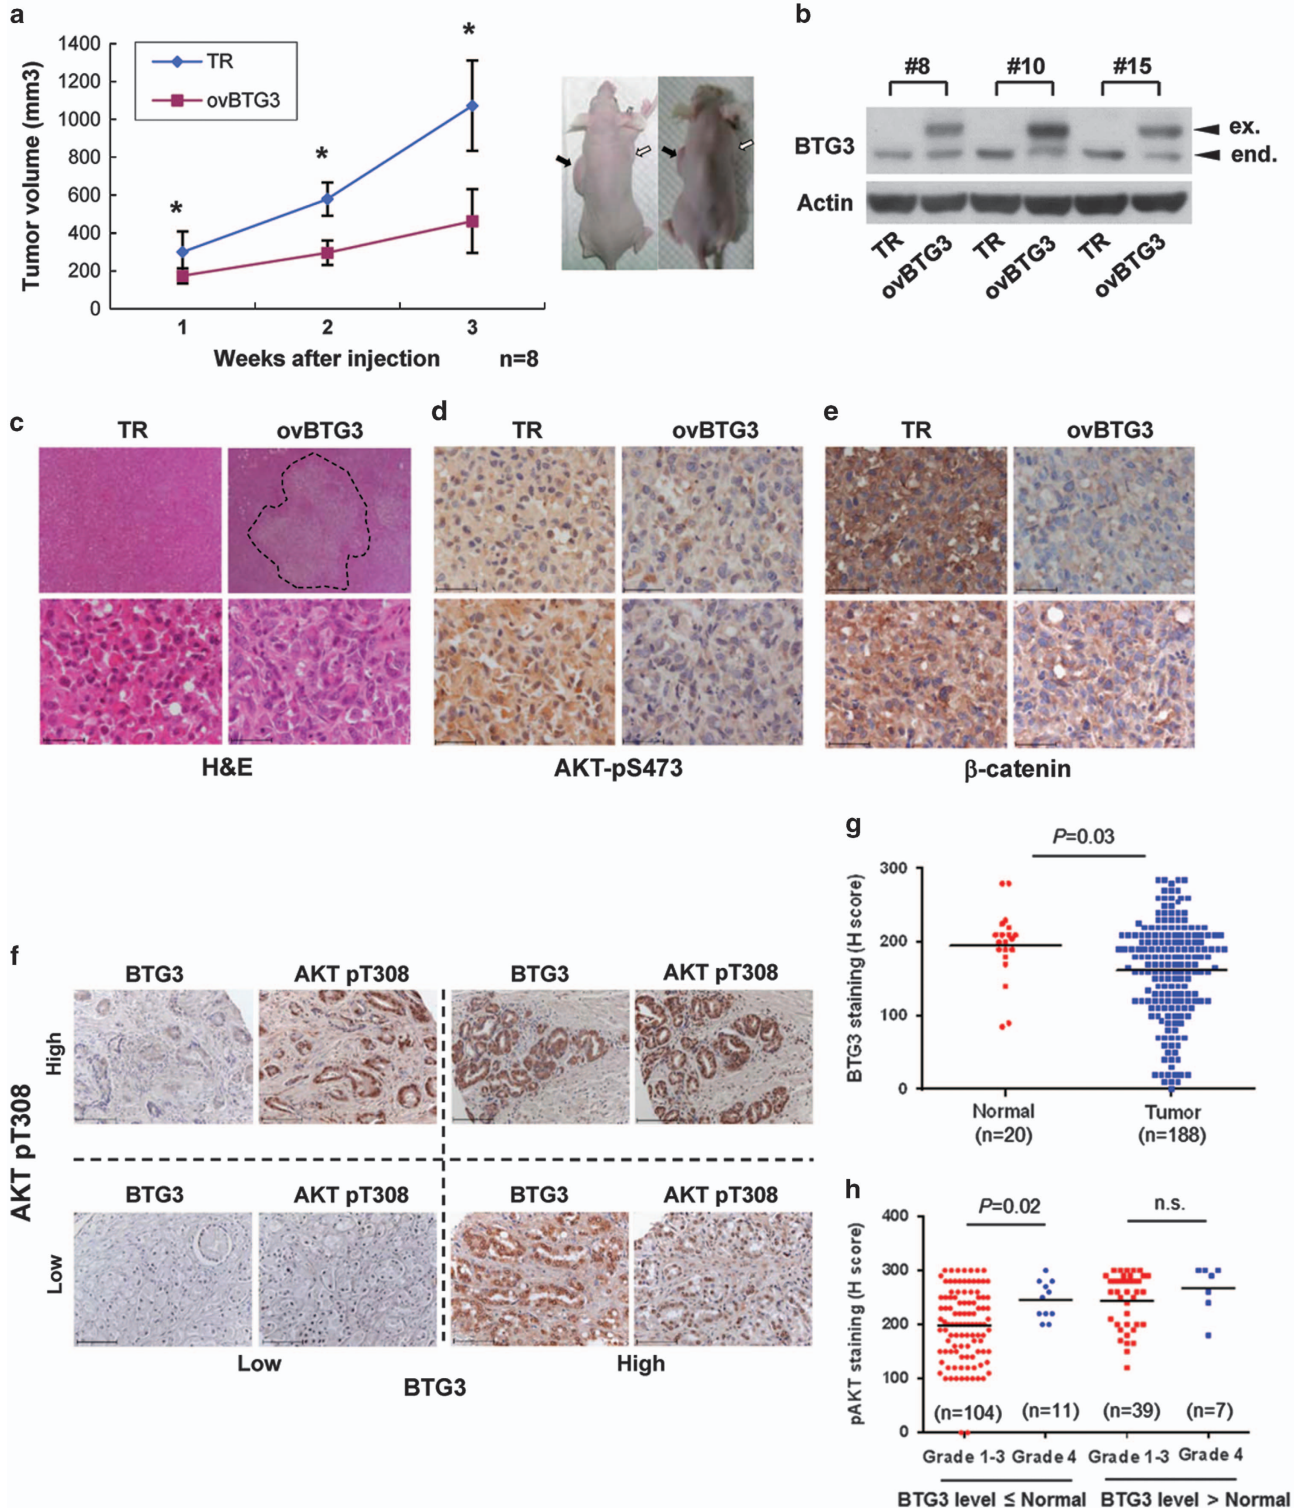 a
1400
1200
1000
800
600
400
200
0
Tumor volume (mm3)
TR
ovBTG3
*
*
*
1 2 3
Weeks after injection n=8
b
#8 #10 #15
BTG3
ex.
end.
Actin
TR ovBTG3 TR ovBTG3 TR ovBTG3
c
TR ovBTG3
H&E
d
TR ovBTG3
AKT-pS473
e
TR ovBTG3
β-catenin
f
AKT pT308
High
BTG3 AKT pT308 BTG3 AKT pT308
Low
BTG3 AKT pT308 BTG3 AKT pT308
Low High
BTG3
g
P=0.03
BTG3 staining (H score)
300
200
100
0
Normal Tumor
(n=20) (n=188)
h
P=0.02 n.s.
pAKT staining (H score)
400
300
200
100
0
(n=104) (n=11) (n=39) (n=7)
Grade 1-3 Grade 4 Grade 1-3 Grade 4
BTG3 level ≤ Normal BTG3 level > Normal